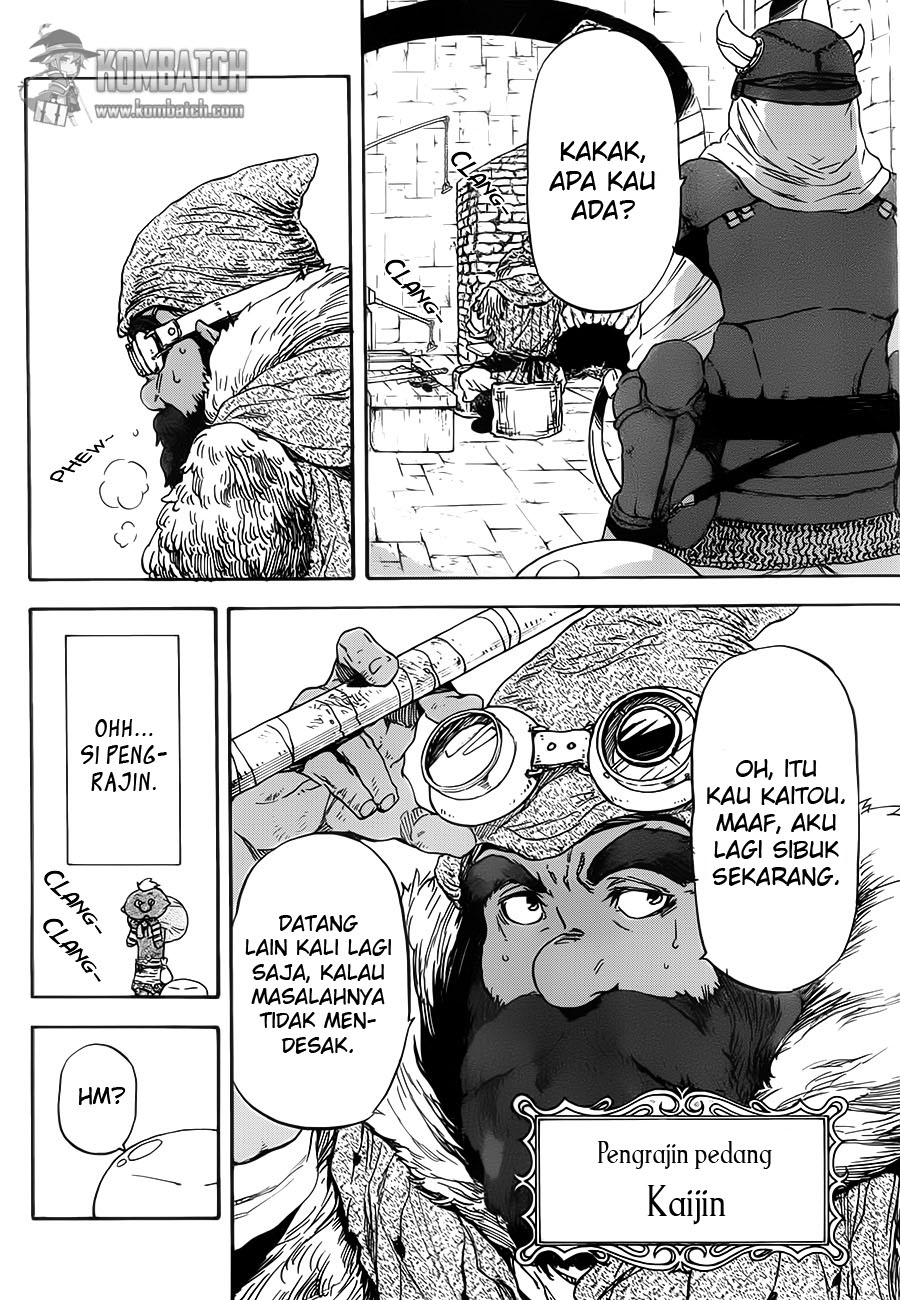 KOMBATCH
www.kombatch.com
KAKAK,
APA KAU
ADA?
CLANG-
CLANG-
PHEW-
OH, ITU
KAU KAITOU.
MAAF, AKU
LAGI SIBUK
SEKARANG.
DATANG
LAIN KALI LAGI
SAJA, KALAU
MASALAHNYA
TIDAK MEN-
DESAK.
Pengrajin pedang
Kaijin
OHH...
SI PENG-
RAJIN.
CLANG-
CLANG-
HM?